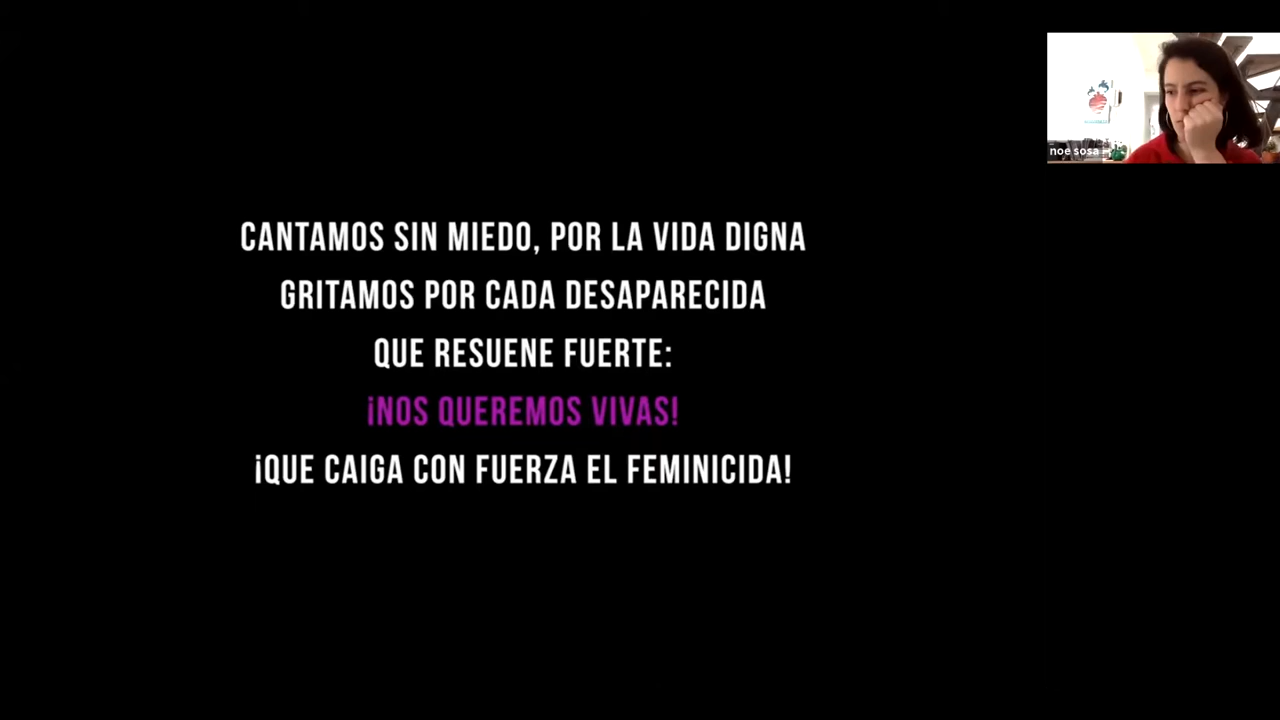 CANTAMOS SIN MIEDO, POR LA VIDA DIGNA
GRITAMOS POR CADA DESAPARECIDA
QUE RESUENE FUERTE:
¡NOS QUEREMOS VIVAS!
¡QUE CAIGA CON FUERZA EL FEMINICIDA!
noe sosa